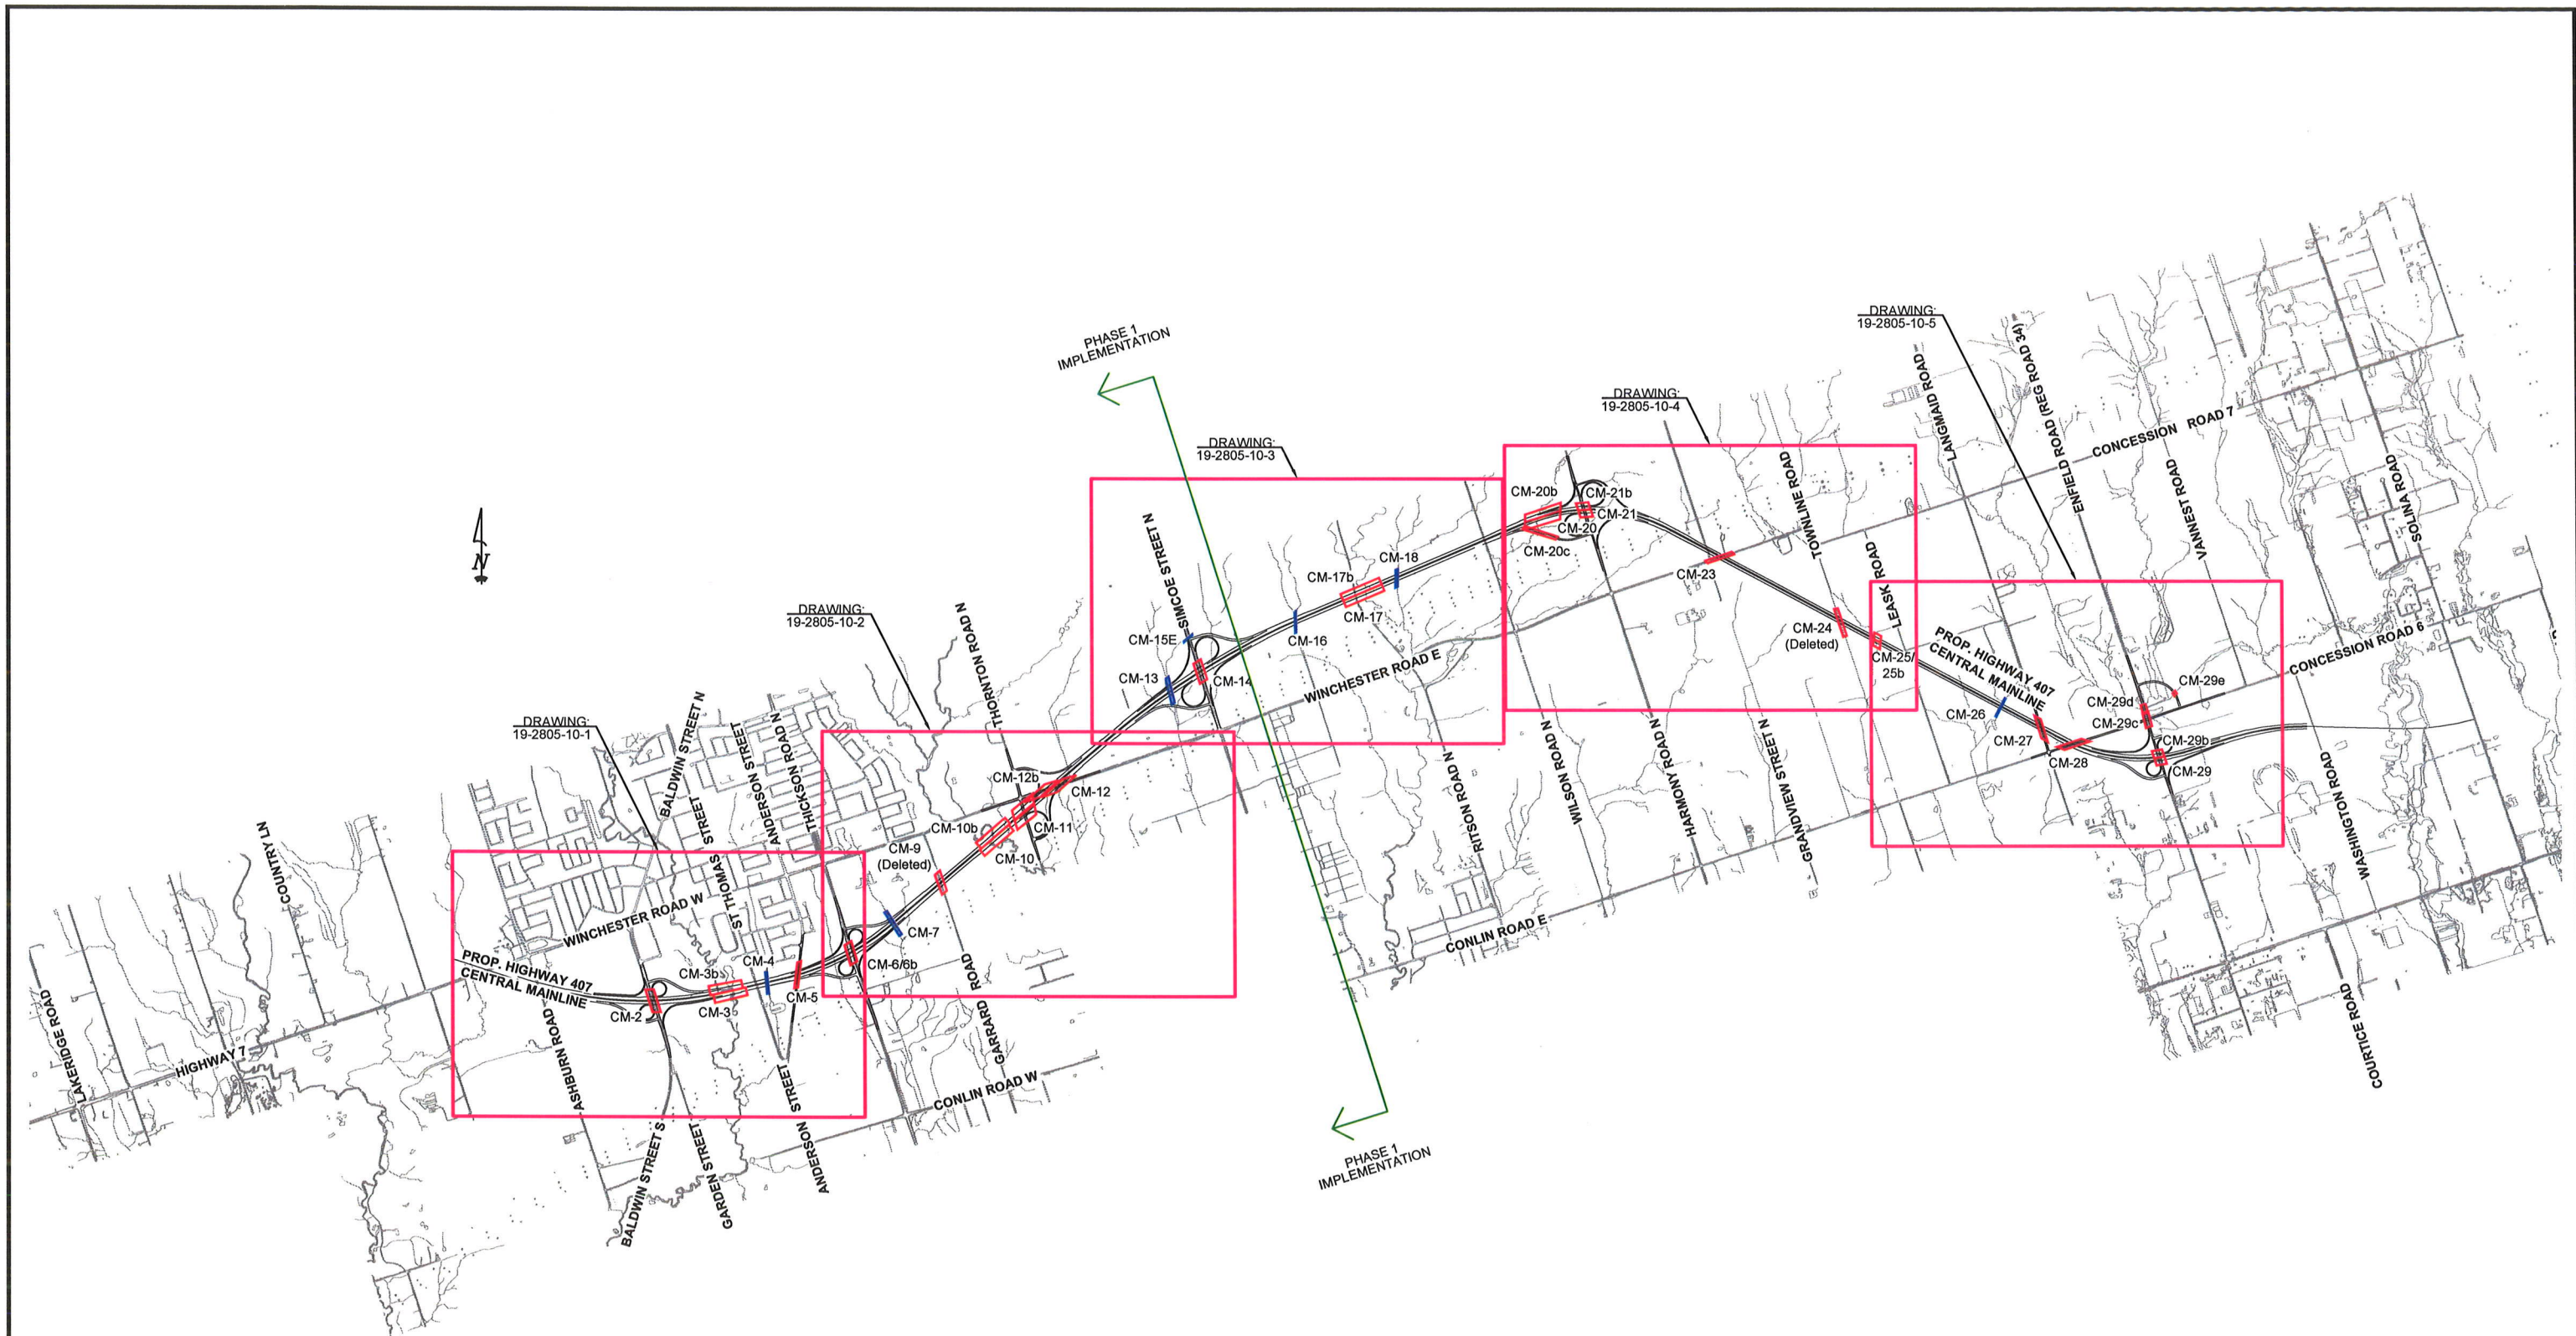 PHASE 1
IMPLEMENTATION
DRAWING:
19-2805-10-5
DRAWING:
19-2805-10-4
DRAWING:
19-2805-10-3
DRAWING:
19-2805-10-2
DRAWING:
19-2805-10-1
N
LAKERIDGE ROAD
HIGHWAY 7
COUNTRY LN
ASHBURN ROAD
WINCHESTER ROAD W
PROP. HIGHWAY 407
CENTRAL MAINLINE
BALDWIN STREET N
ST THOMAS STREET
ANDERSON STREET
THICKSON ROAD N
BALDWIN STREET S
GARDEN STREET
ANDERSON STREET
CONLIN ROAD W
GARRARD ROAD
THORNTON ROAD N
SIMCOE STREET N
WINCHESTER ROAD E
CONLIN ROAD E
RITSON ROAD N
WILSON ROAD N
HARMONY ROAD N
GRANDVIEW STREET N
TOWNLINE ROAD
LEASK ROAD
LANGMAID ROAD
ENFIELD ROAD (REG ROAD 34)
CONCESSION ROAD 7
VANNEST ROAD
SOLINA ROAD
CONCESSION ROAD 6
WASHINGTON ROAD
COURTICE ROAD
PROP. HIGHWAY 407
CENTRAL MAINLINE
CM-2
CM-3b
CM-3
CM-4
CM-5
CM-6/6b
CM-7
CM-9
(Deleted)
CM-10b
CM-10
CM-11
CM-12b
CM-12
CM-13
CM-15E
CM-14
CM-16
CM-17b
CM-17
CM-18
CM-20b
CM-20
CM-20c
CM-21b
CM-21
CM-23
CM-24
(Deleted)
CM-25/
25b
CM-26
CM-27
CM-28
CM-29d
CM-29c
CM-29e
CM-29b
CM-29
PHASE 1
IMPLEMENTATION